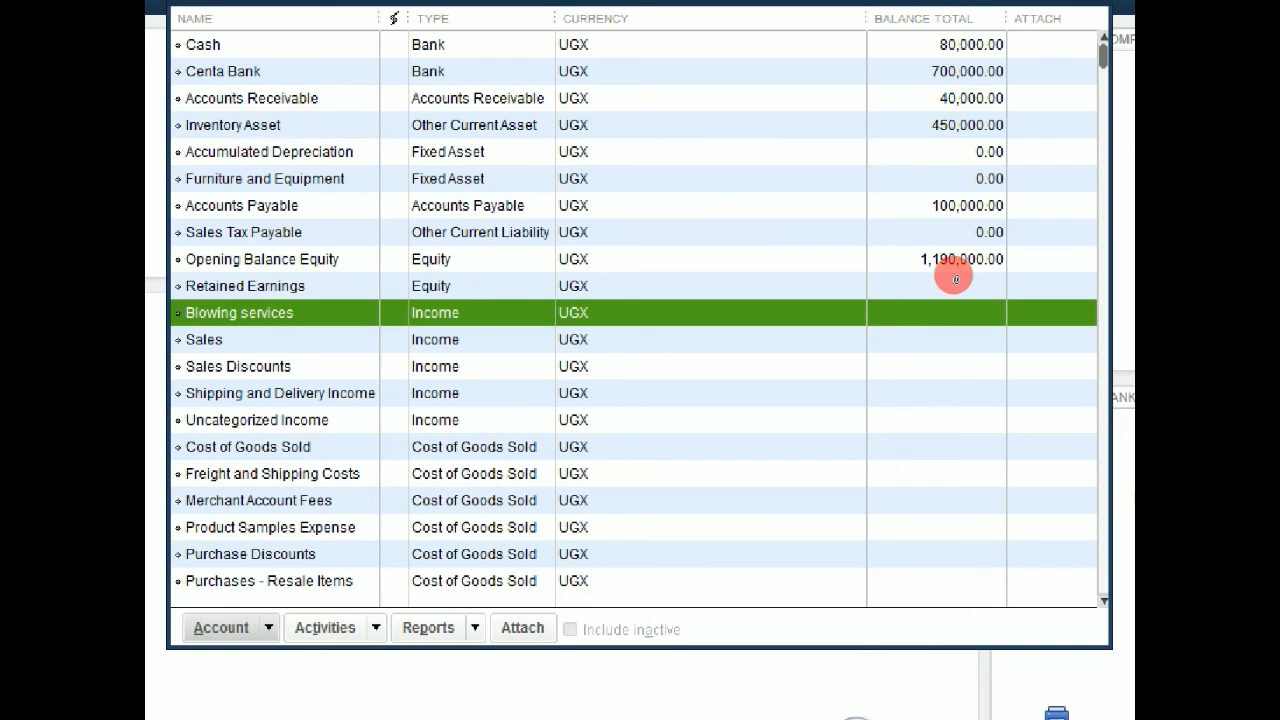 NAME TYPE CURRENCY BALANCE TOTAL ATTACH
Cash Bank UGX 80,000.00
Centa Bank Bank UGX 700,000.00
Accounts Receivable Accounts Receivable UGX 40,000.00
Inventory Asset Other Current Asset UGX 450,000.00
Accumulated Depreciation Fixed Asset UGX 0.00
Furniture and Equipment Fixed Asset UGX 0.00
Accounts Payable Accounts Payable UGX 100,000.00
Sales Tax Payable Other Current Liability UGX 0.00
Opening Balance Equity Equity UGX 1,190,000.00
Retained Earnings Equity UGX
Blowing services Income UGX
Sales Income UGX
Sales Discounts Income UGX
Shipping and Delivery Income Income UGX
Uncategorized Income Income UGX
Cost of Goods Sold Cost of Goods Sold UGX
Freight and Shipping Costs Cost of Goods Sold UGX
Merchant Account Fees Cost of Goods Sold UGX
Product Samples Expense Cost of Goods Sold UGX
Purchase Discounts Cost of Goods Sold UGX
Purchases - Resale Items Cost of Goods Sold UGX
Account Activities Reports Attach Include inactive